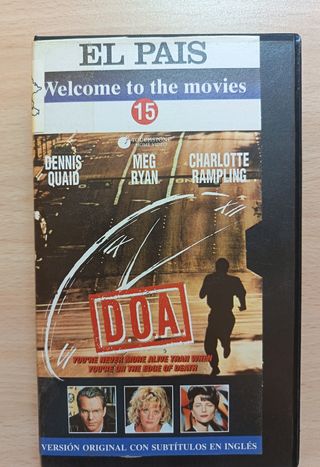 EL PAIS
Welcome to the movies
15
DENNIS QUAID
MEG RYAN
CHARLOTTE RAMPLING
D.O.A
YOU'RE NEVER MORE ALIVE THAN WHEN
YOU'RE ON THE EDGE OF DEATH
VERSIÓN ORIGINAL CON SUBTÍTULOS EN INGLÉS